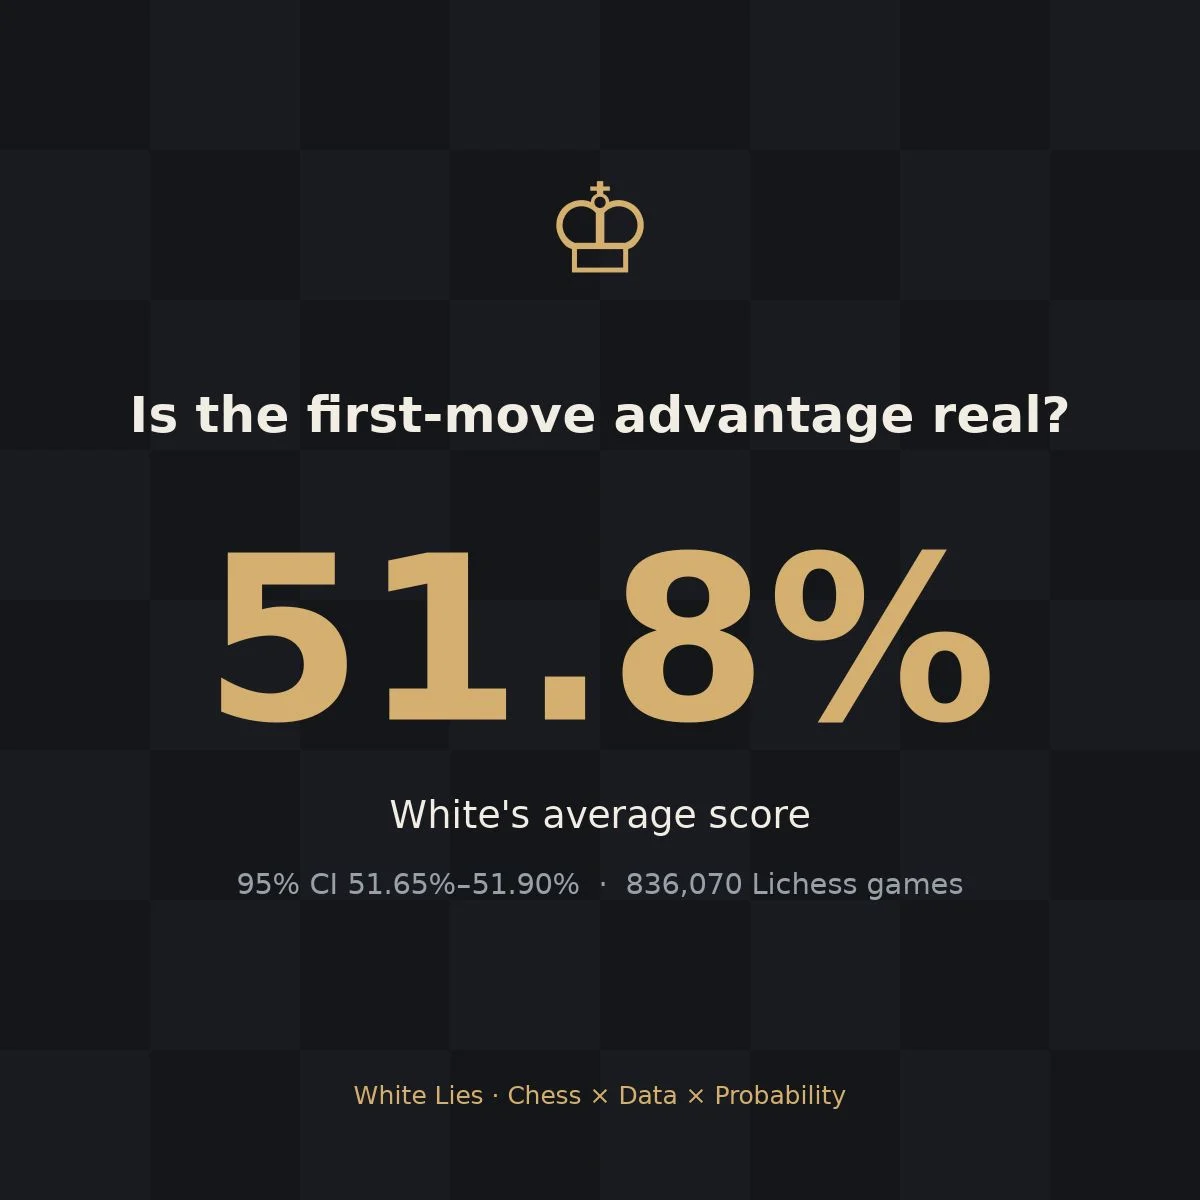 Is the first-move advantage real?
51.8%
White's average score
95% CI 51.65%–51.90% · 836,070 Lichess games
White Lies · Chess × Data × Probability